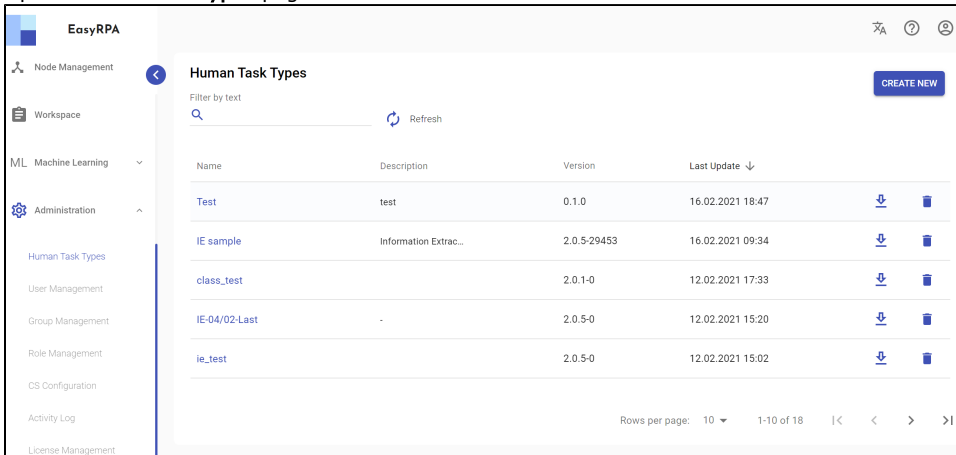 EasyRPA
Node Management
Workspace
ML Machine Learning
Administration
Human Task Types
User Management
Group Management
Role Management
CS Configuration
Activity Log
License Management
Human Task Types
CREATE NEW
Filter by text
Refresh
Name Description Version Last Update
Test test 0.1.0 16.02.2021 18:47
IE sample Information Extrac... 2.0.5-29453 16.02.2021 09:34
class_test 2.0.1-0 12.02.2021 17:33
IE-04/02-Last - 2.0.5-0 12.02.2021 15:20
ie_test 2.0.5-0 12.02.2021 15:02
Rows per page: 10 1-10 of 18